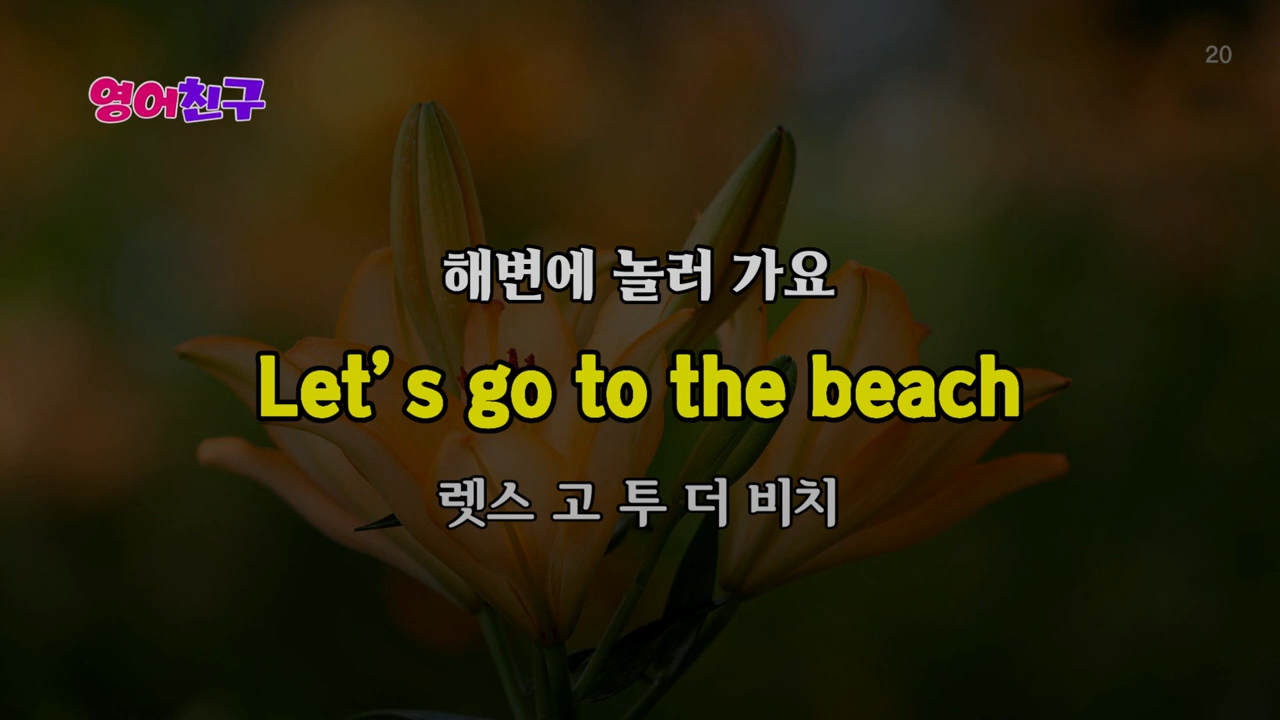 영어친구
20
해변에 놀러 가요
Let's go to the beach
렛스 고 투 더 비치